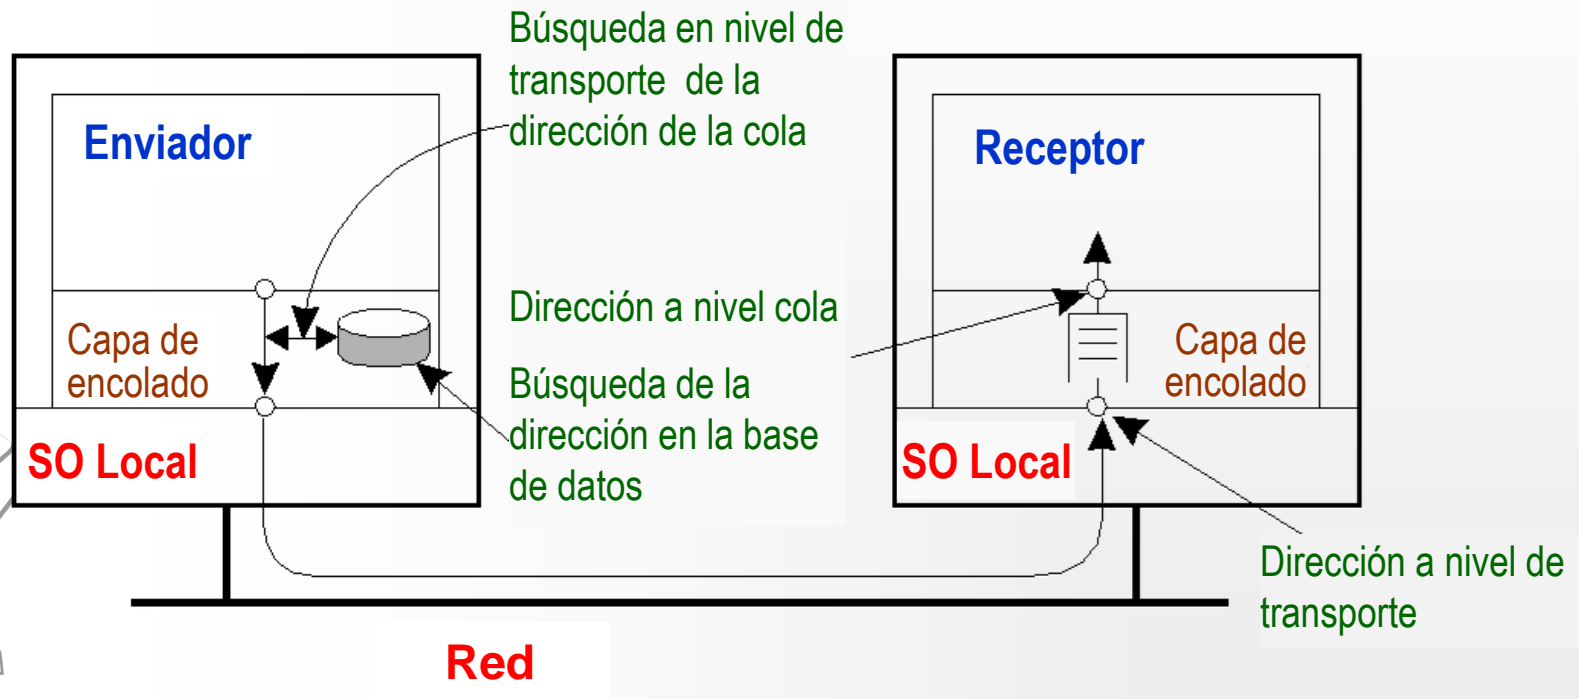 Búsqueda en nivel de
transporte de la
dirección de la cola
Enviador
Receptor
Dirección a nivel cola
Capa de
encolado
Búsqueda de la
dirección en la base
de datos
Capa de
encolado
SO Local
SO Local
Dirección a nivel de
transporte
Red